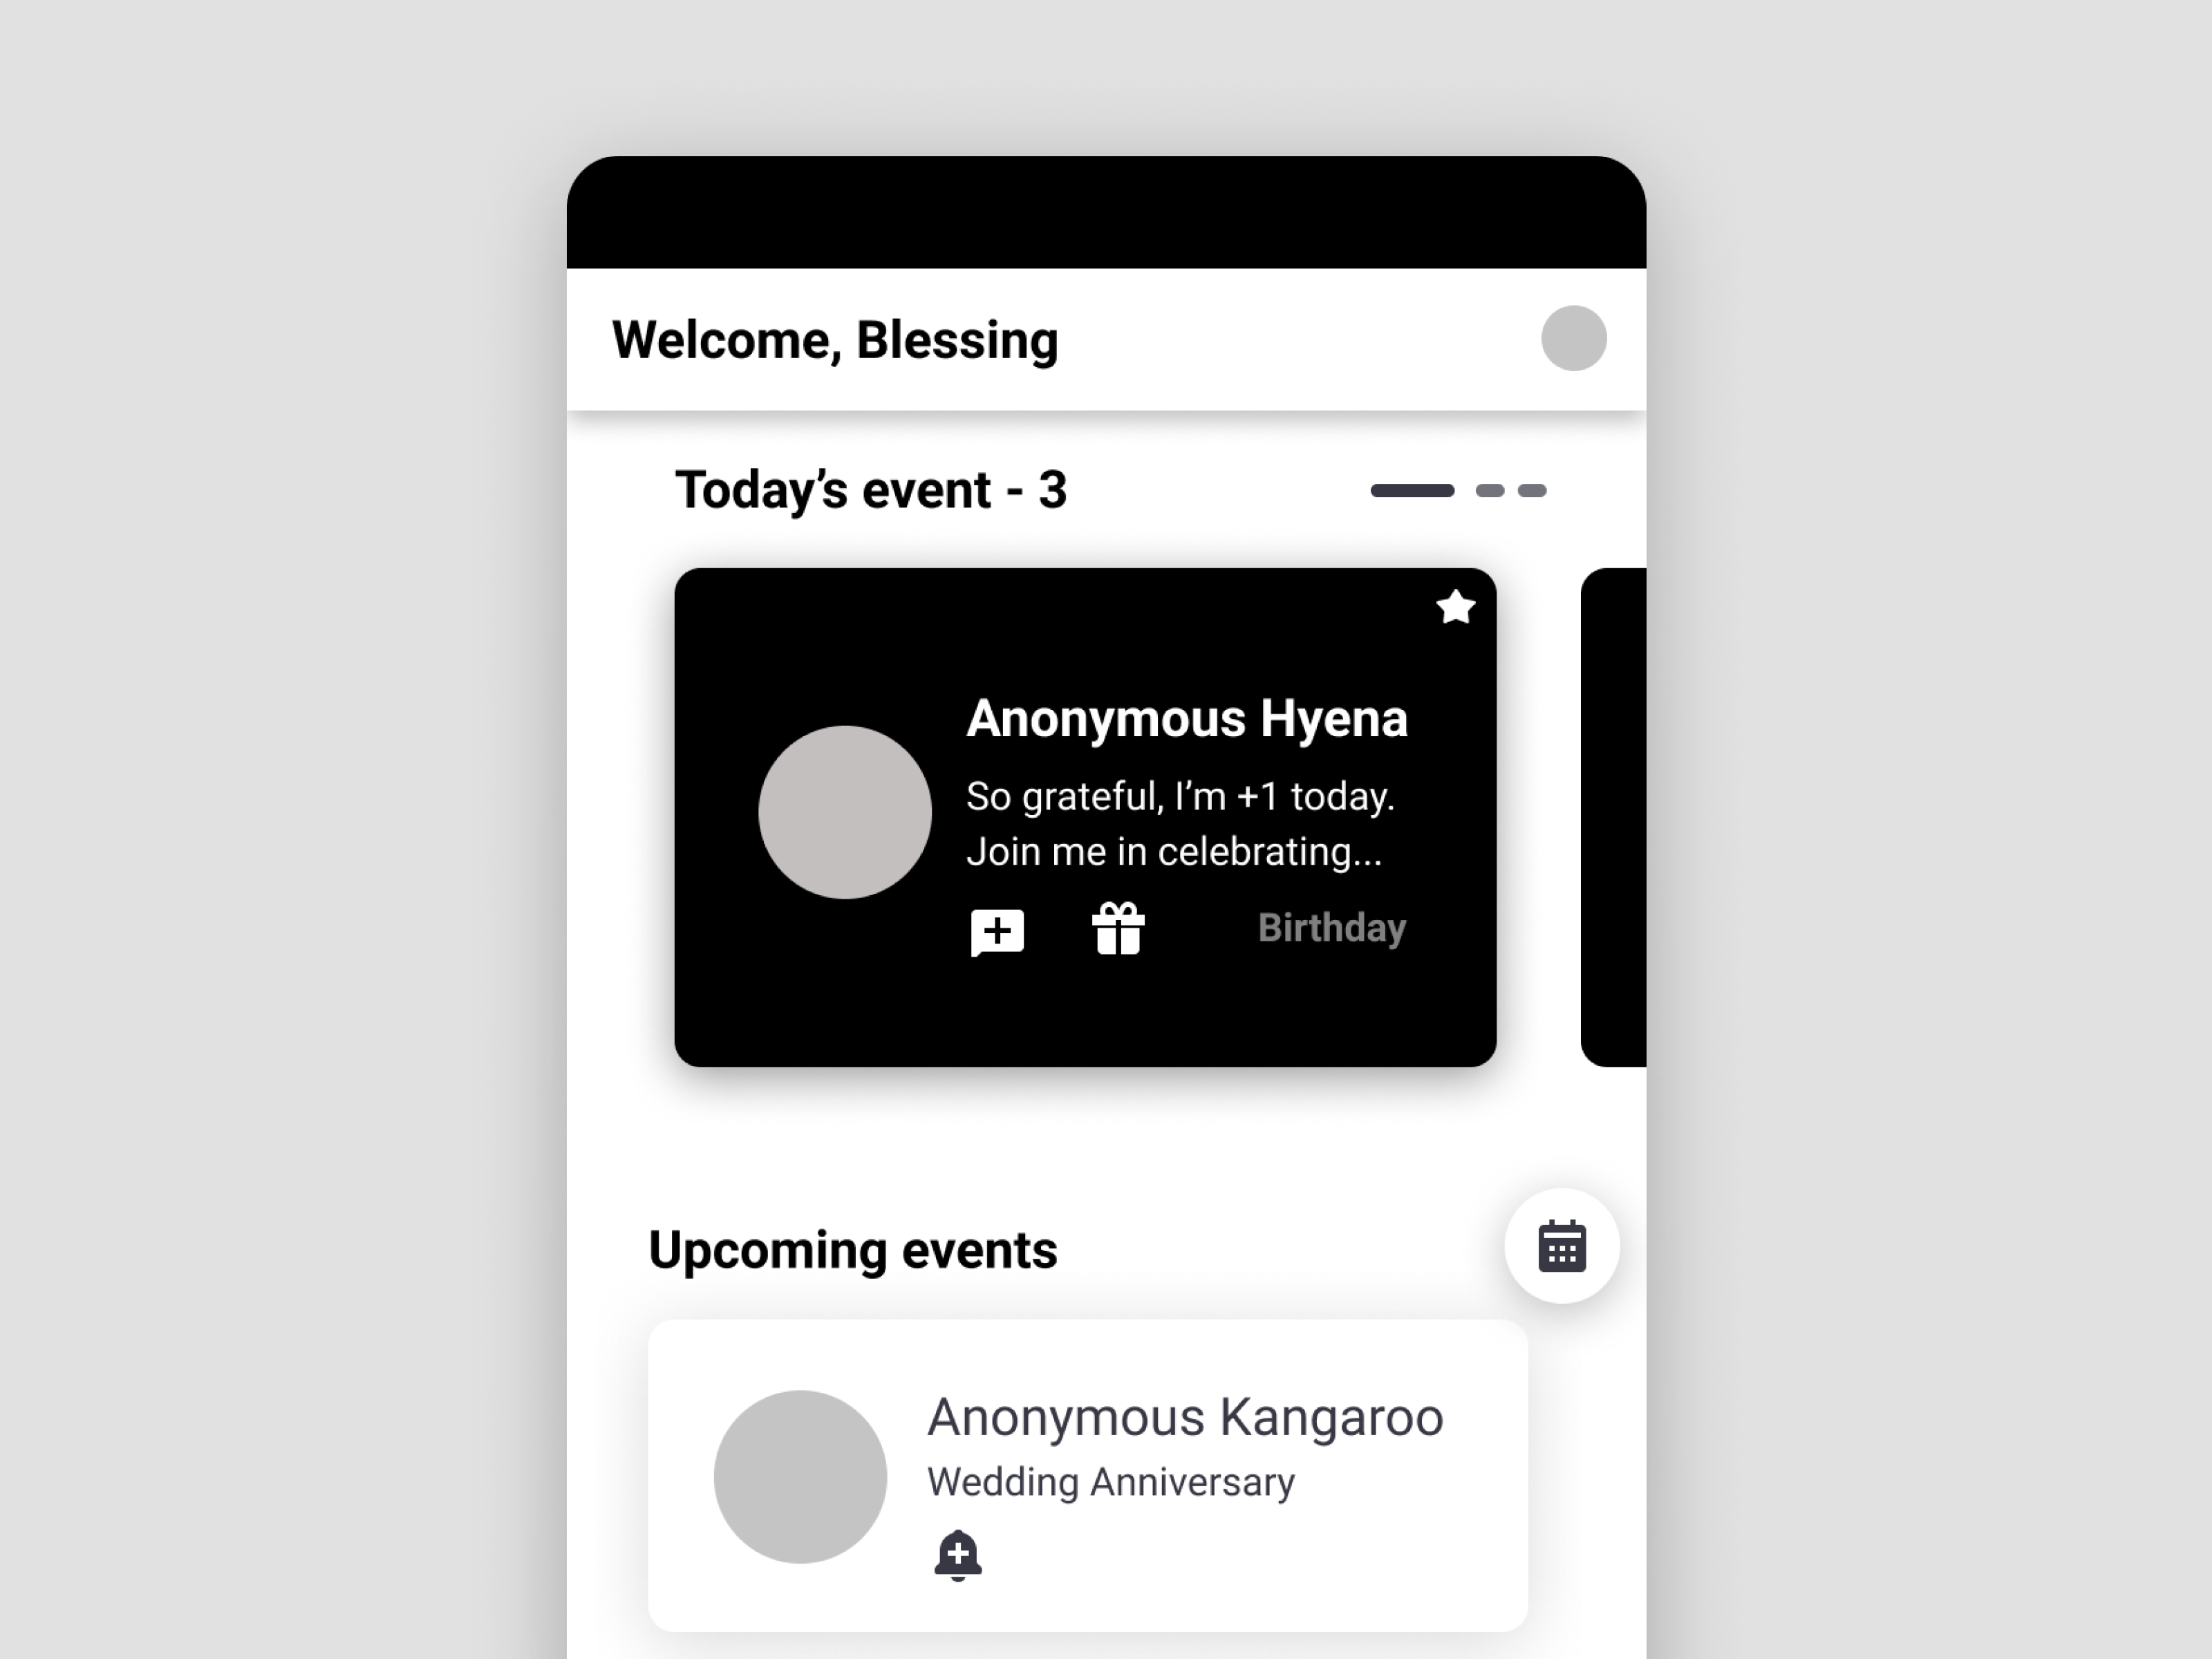 Welcome, Blessing
Today’s event - 3
Anonymous Hyena
So grateful, I’m +1 today.
Join me in celebrating...
Birthday
Upcoming events
Anonymous Kangaroo
Wedding Anniversary